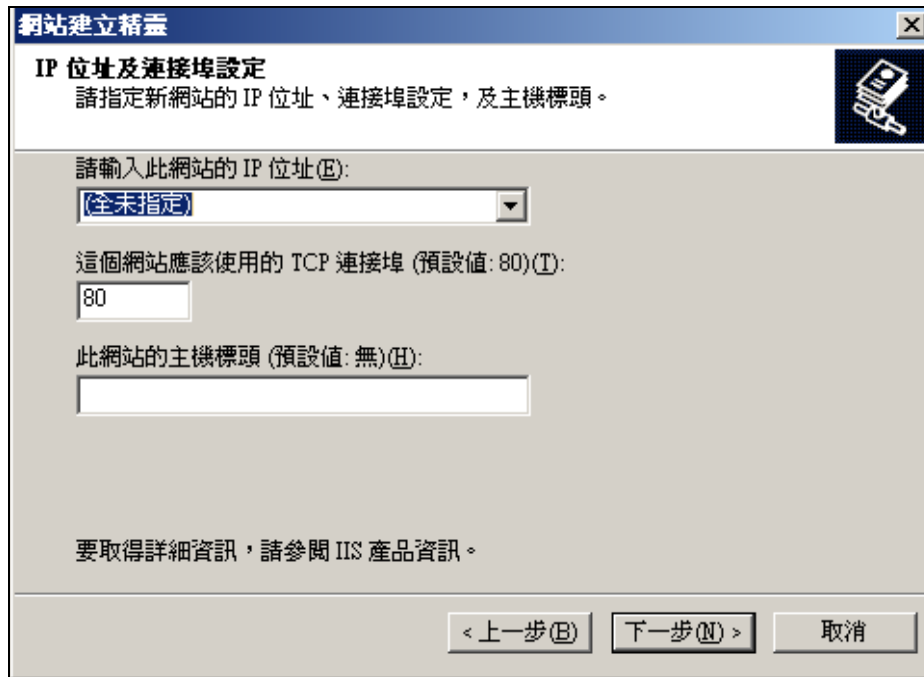 網站建立精靈
IP 位址及連接埠設定
請指定新網站的 IP 位址、連接埠設定，及主機標頭。
請輸入此網站的 IP 位址(E):
(全未指定)
這個網站應該使用的 TCP 連接埠 (預設值: 80)(T):
80
此網站的主機標頭 (預設值: 無)(H):
要取得詳細資訊，請參閱 IIS 產品資訊。
< 上一步(B) 下一步(N) > 取消